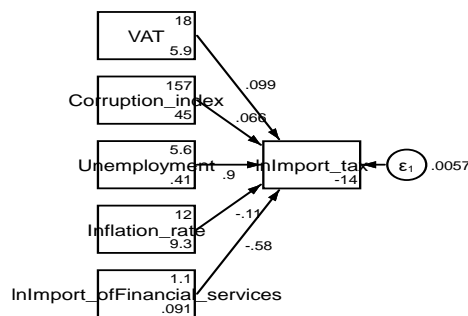 18
VAT
5.9
.099
157
Corruption_index
45
.066
5.6
Unemployment
.41
.9
lnImport_tax
-14
ε₁
.0057
12
Inflation_rate
9.3
-.11
-.58
1.1
lnImport_ofFinancial_services
.091